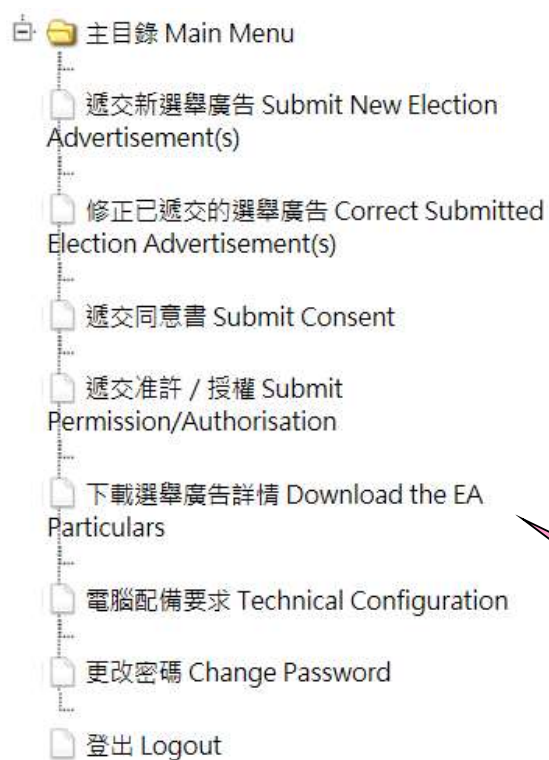 主目錄 Main Menu
遞交新選舉廣告 Submit New Election
Advertisement(s)
修正已遞交的選舉廣告 Correct Submitted
Election Advertisement(s)
遞交同意書 Submit Consent
遞交准許 / 授權 Submit
Permission/Authorisation
下載選舉廣告詳情 Download the EA
Particulars
電腦配備要求 Technical Configuration
更改密碼 Change Password
登出 Logout